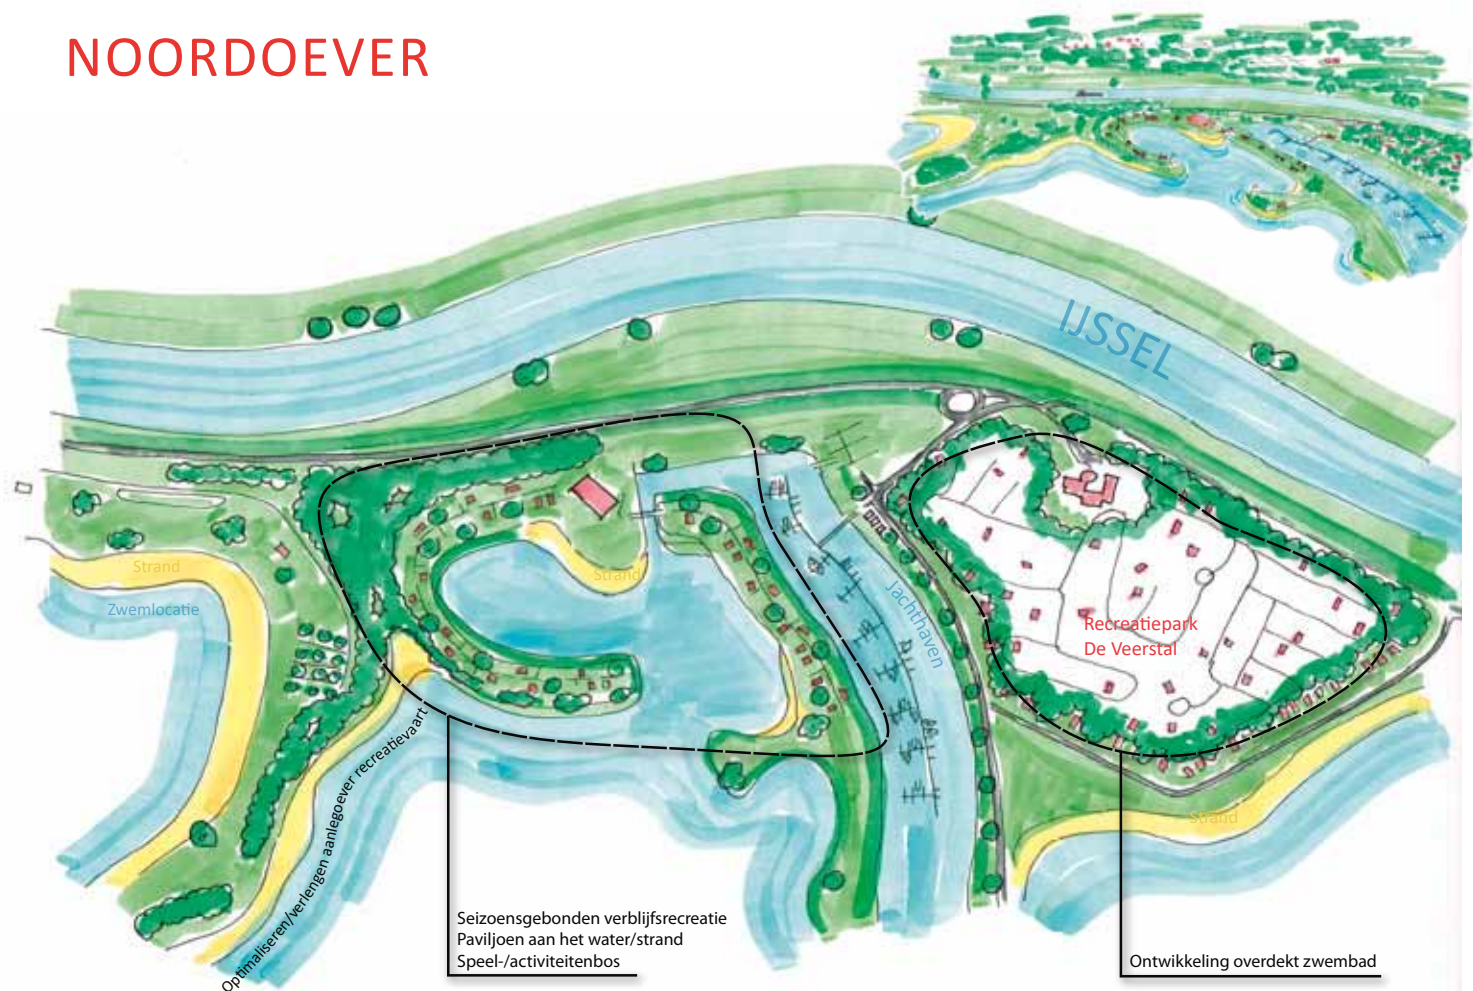 NOORDOEVER
IJSSEL
Strand
Zwemlocatie
Strand
Jachthaven
Recreatiepark
De Veerstal
Strand
Optimaliseren/verlengen aanlegoever recreatievaart
Seizoensgebonden verblijfsrecreatie
Paviljoen aan het water/strand
Speel-/activiteitenbos
Ontwikkeling overdekt zwembad